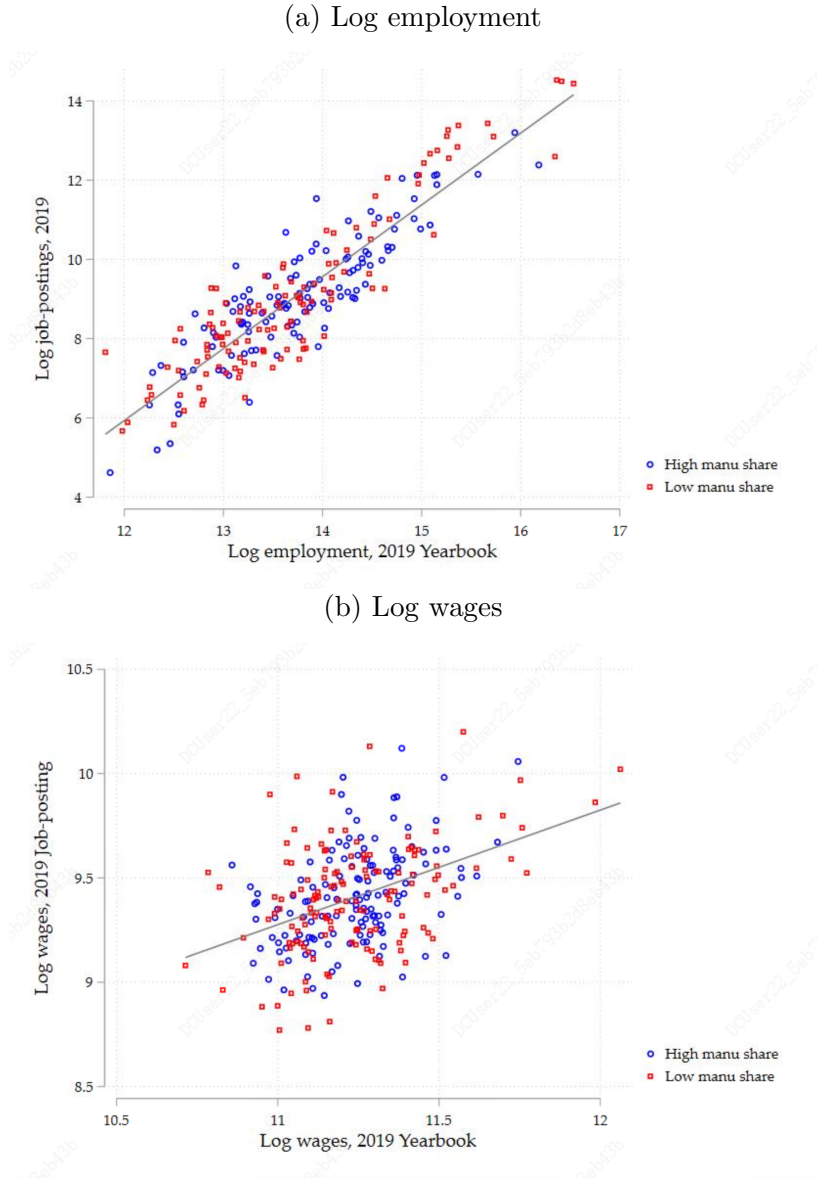 (a) Log employment
Log job-postings, 2019
14
12
10
8
6
4
12 13 14 15 16 17
Log employment, 2019 Yearbook
High manu share
Low manu share
(b) Log wages
Log wages, 2019 Job-posting
10.5
10
9.5
9
8.5
10.5 11 11.5 12
Log wages, 2019 Yearbook
High manu share
Low manu share